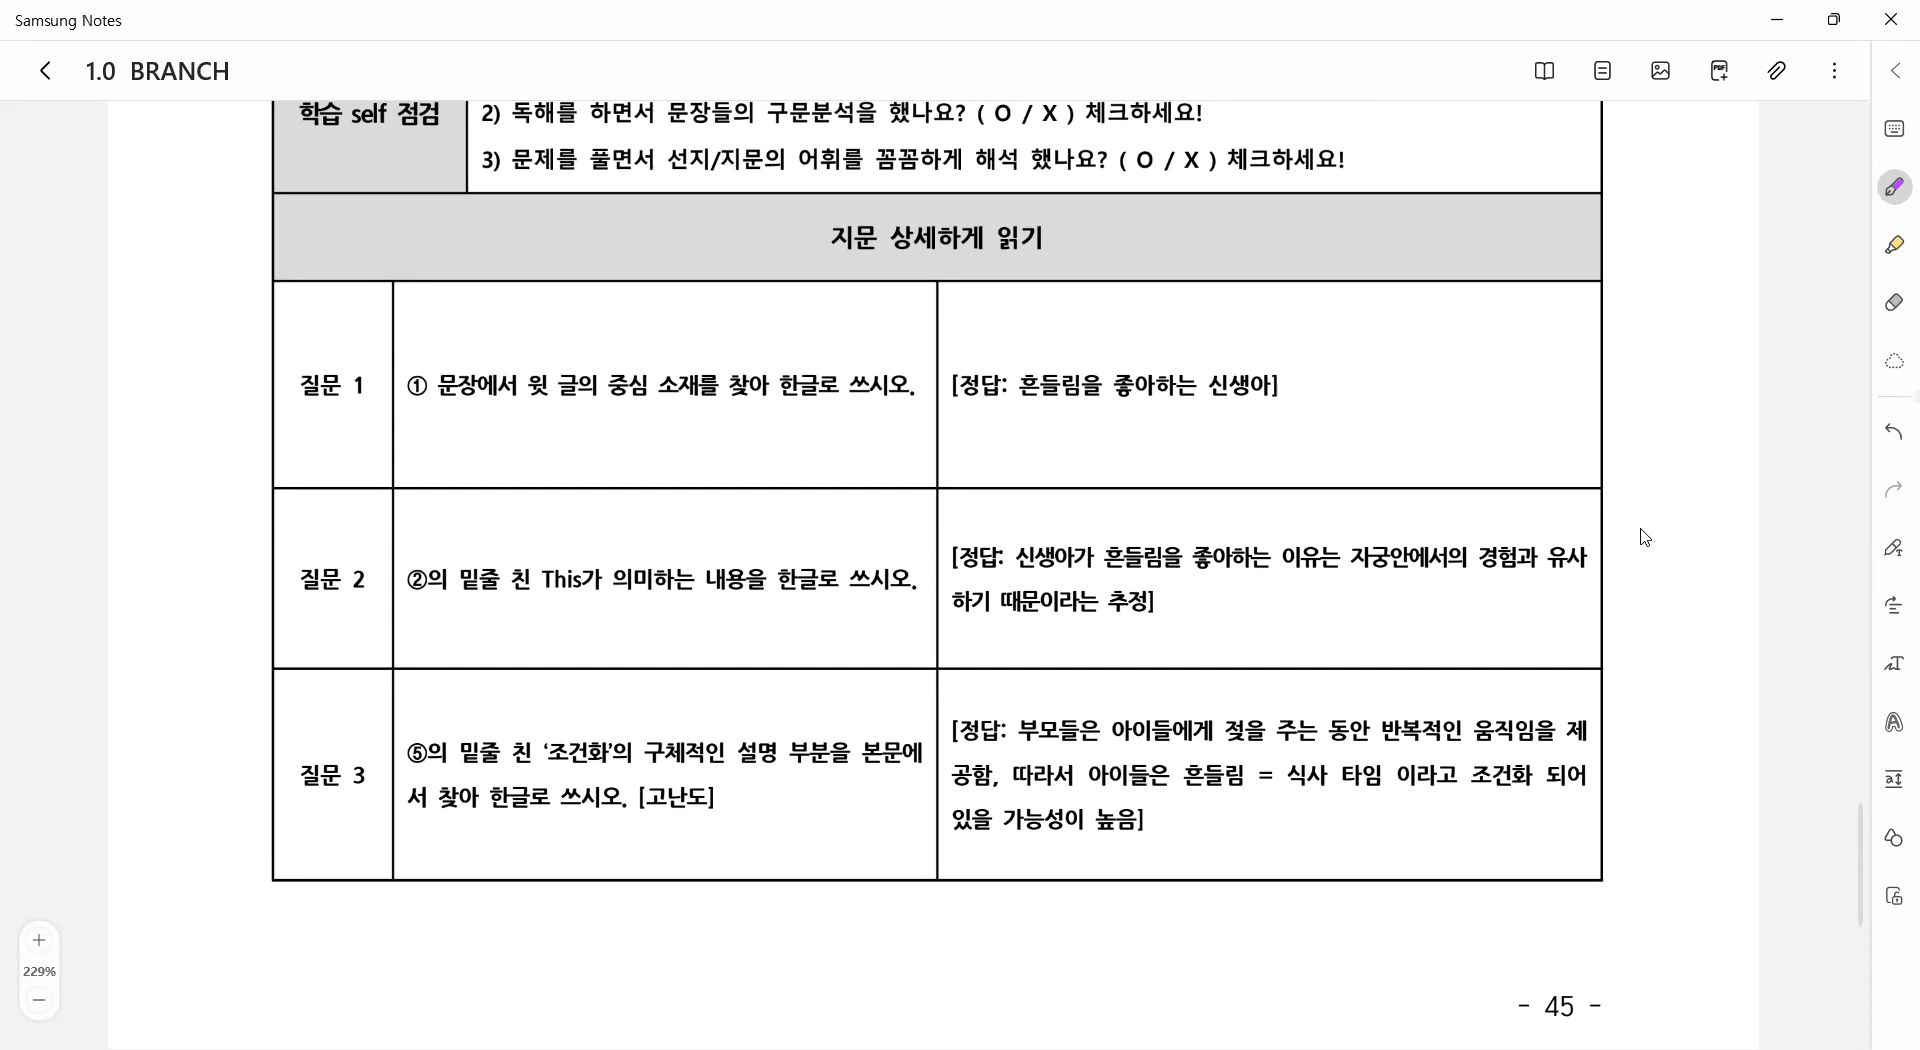 Samsung Notes
1.0 BRANCH
학습 self 점검
2) 독해를 하면서 문장들의 구문분석을 했나요? ( O / X ) 체크하세요!
3) 문제를 풀면서 선지/지문의 어휘를 꼼꼼하게 해석 했나요? ( O / X ) 체크하세요!
지문 상세하게 읽기
질문 1
① 문장에서 윗 글의 중심 소재를 찾아 한글로 쓰시오.
[정답: 흔들림을 좋아하는 신생아]
질문 2
②의 밑줄 친 This가 의미하는 내용을 한글로 쓰시오.
[정답: 신생아가 흔들림을 좋아하는 이유는 자궁안에서의 경험과 유사
하기 때문이라는 추정]
질문 3
⑤의 밑줄 친 ‘조건화’의 구체적인 설명 부분을 본문에
서 찾아 한글로 쓰시오. [고난도]
[정답: 부모들은 아이들에게 젖을 주는 동안 반복적인 움직임을 제
공함, 따라서 아이들은 흔들림 = 식사 타임 이라고 조건화 되어
있을 가능성이 높음]
229%
- 45 -